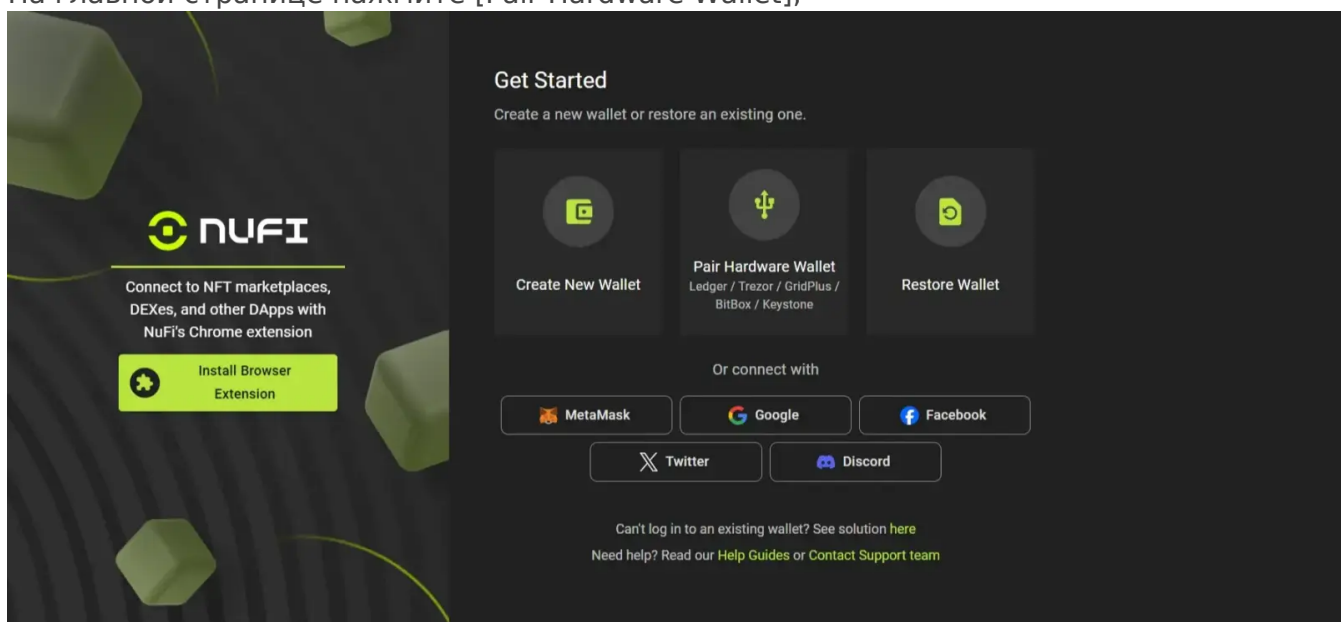 На главной странице нажмите [Pair Hardware Wallet],
NUFI
Connect to NFT marketplaces,
DEXes, and other DApps with
NuFi's Chrome extension
Install Browser
Extension
Get Started
Create a new wallet or restore an existing one.
Create New Wallet
Pair Hardware Wallet
Ledger / Trezor / GridPlus /
BitBox / Keystone
Restore Wallet
Or connect with
MetaMask
Google
Facebook
Twitter
Discord
Can't log in to an existing wallet? See solution here
Need help? Read our Help Guides or Contact Support team